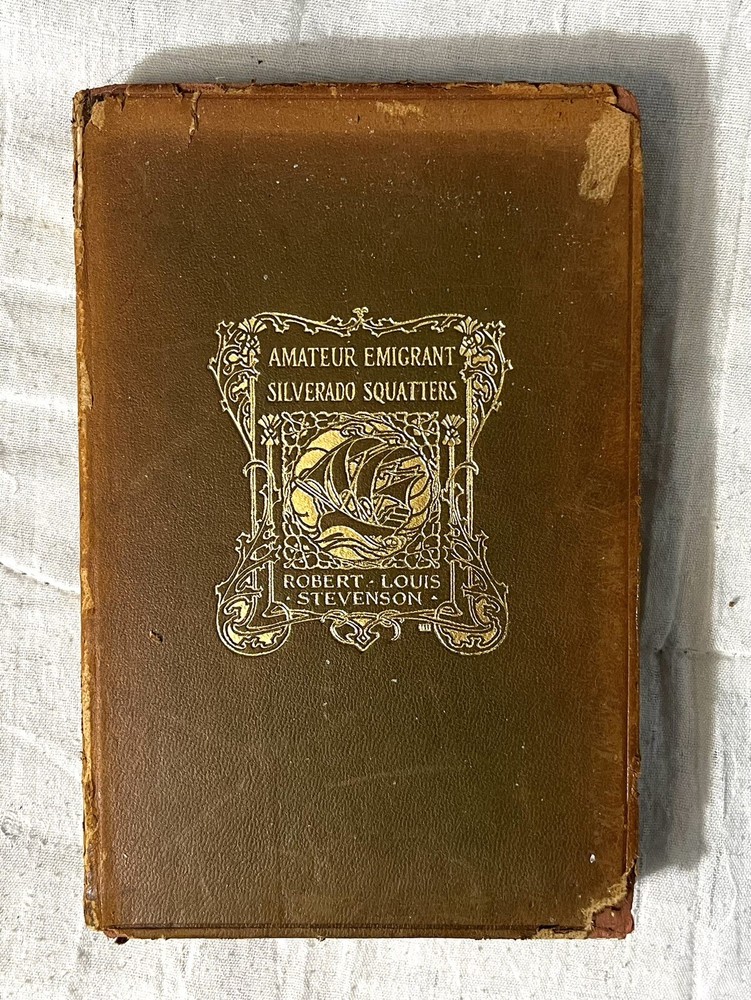 AMATEUR EMIGRANT
SILVERADO SQUATTERS
ROBERT - LOUIS
· STEVENSON ·